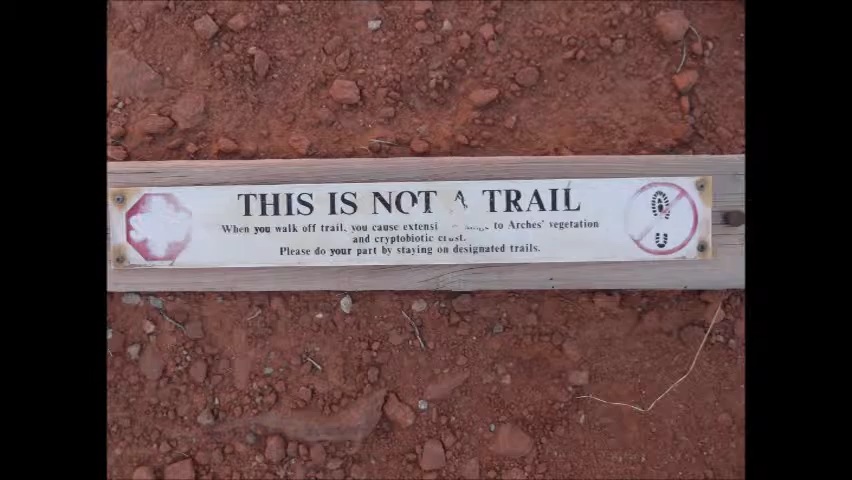 THIS IS NOT A TRAIL
When you walk off trail, you cause to Arches' vegetation
and cryptobiotic crust.
Please do your part by staying on designated trails.